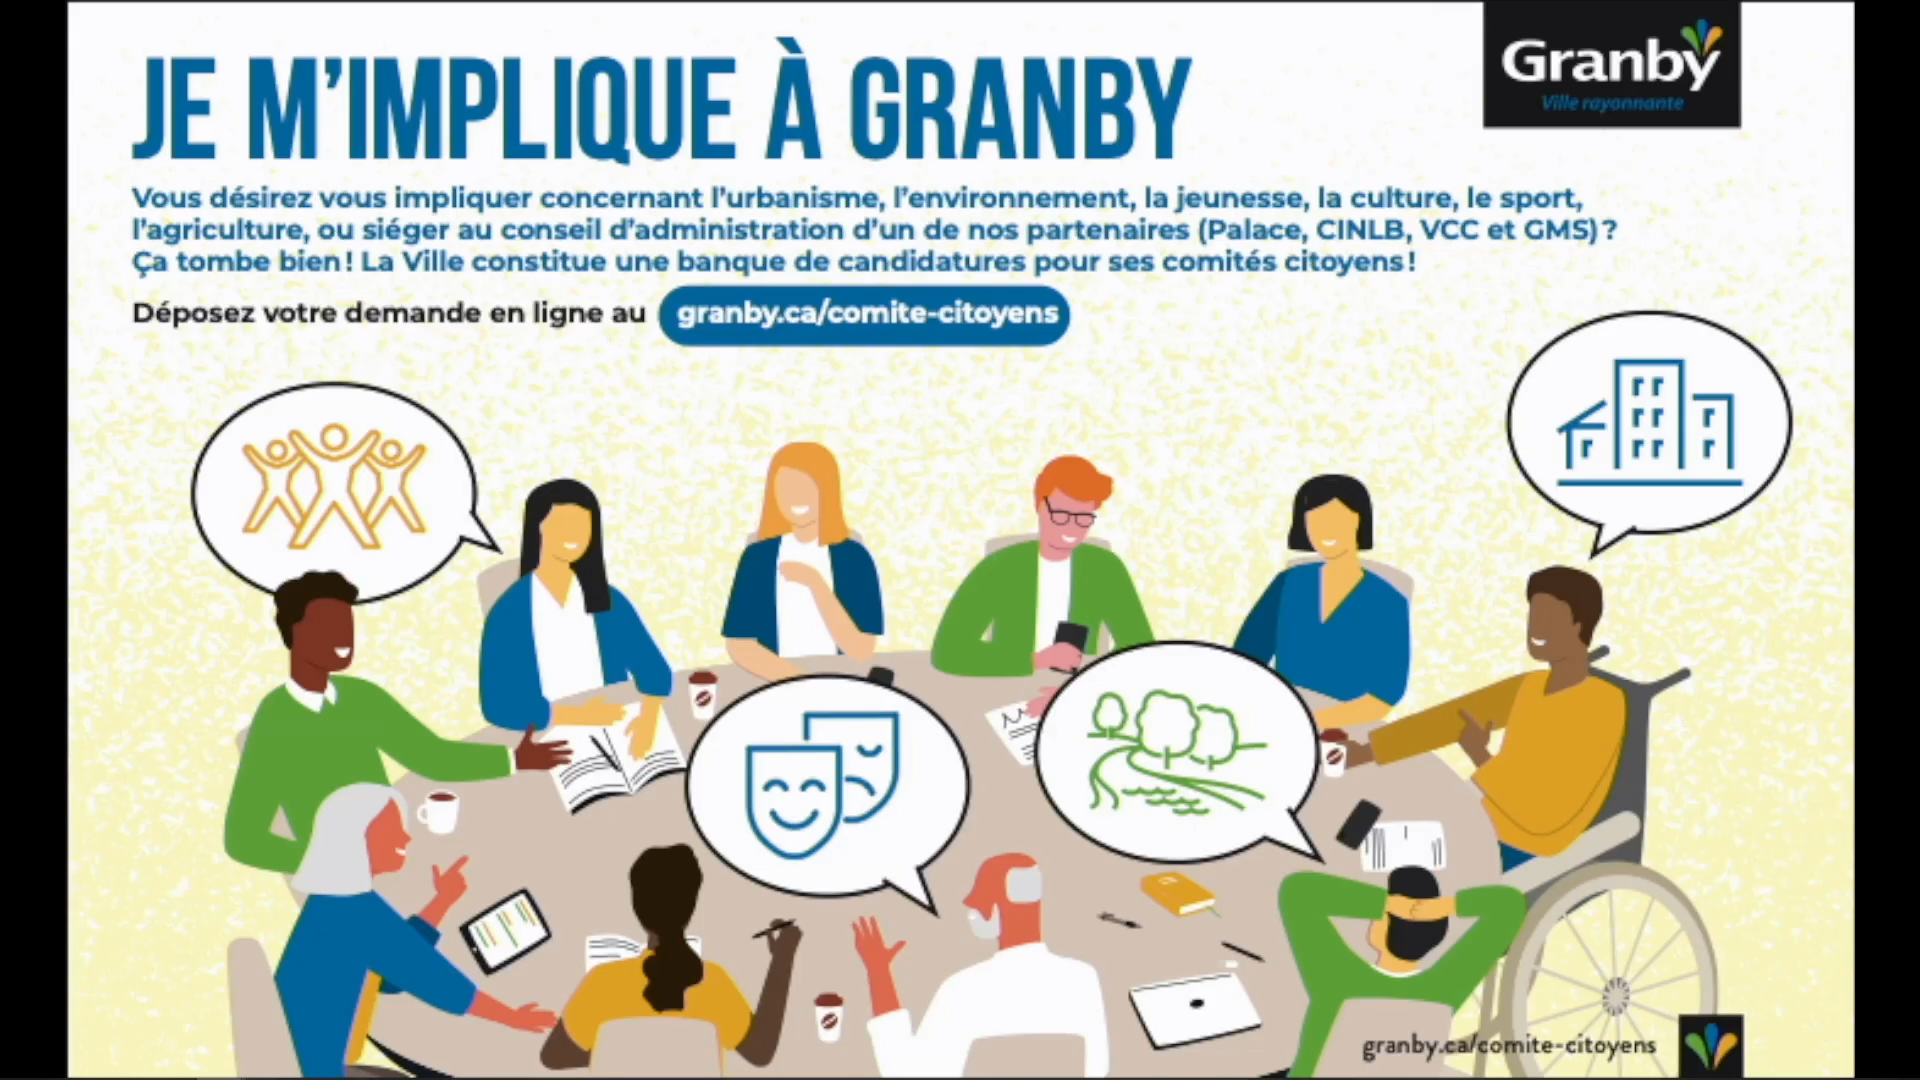 JE M'IMPLIQUE À GRANBY
Granby
Ville rayonnante
Vous désirez vous impliquer concernant l'urbanisme, l'environnement, la jeunesse, la culture, le sport,
l'agriculture, ou siéger au conseil d'administration d'un de nos partenaires (Palace, CINLB, VCC et GMS) ?
Ça tombe bien ! La Ville constitue une banque de candidatures pour ses comités citoyens !
Déposez votre demande en ligne au granby.ca/comite-citoyens
granby.ca/comite-citoyens